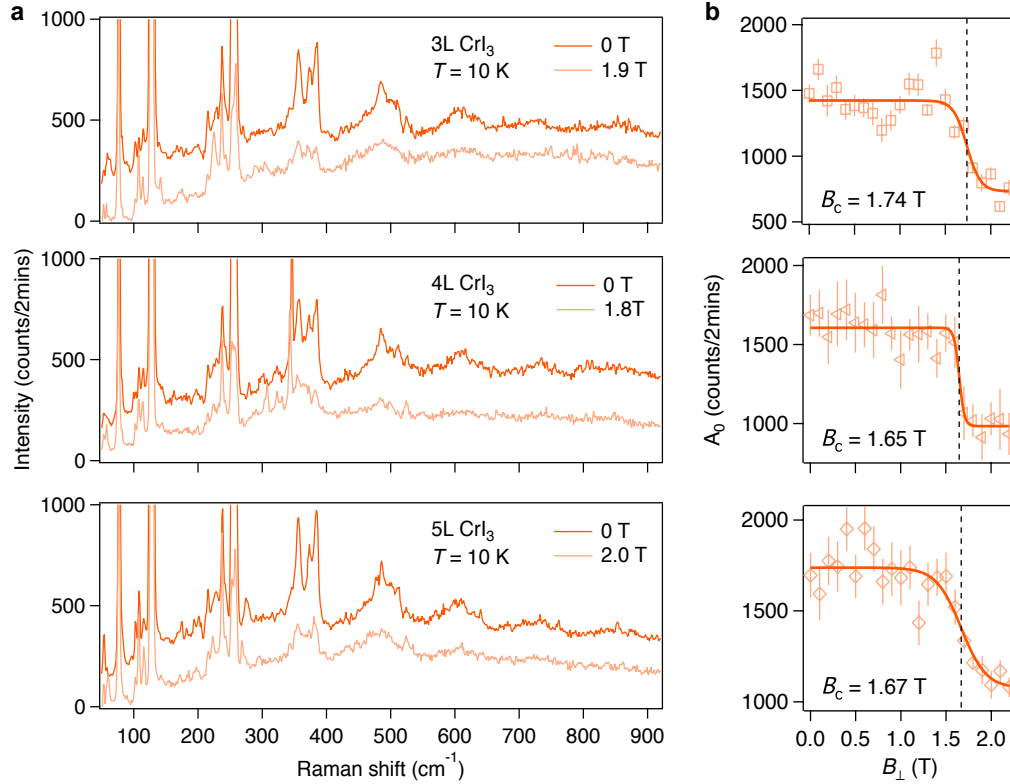 a
b
1000
500
0
3L CrI3
T = 10 K
0 T
1.9 T
2000
1500
1000
500
Bc = 1.74 T
Intensity (counts/2mins)
1000
500
0
4L CrI3
T = 10 K
0 T
1.8T
A0 (counts/2mins)
2000
1500
1000
Bc = 1.65 T
1000
500
0
5L CrI3
T = 10 K
0 T
2.0 T
2000
1500
1000
Bc = 1.67 T
100 200 300 400 500 600 700 800 900
Raman shift (cm-1)
0.0 0.5 1.0 1.5 2.0
B⊥ (T)